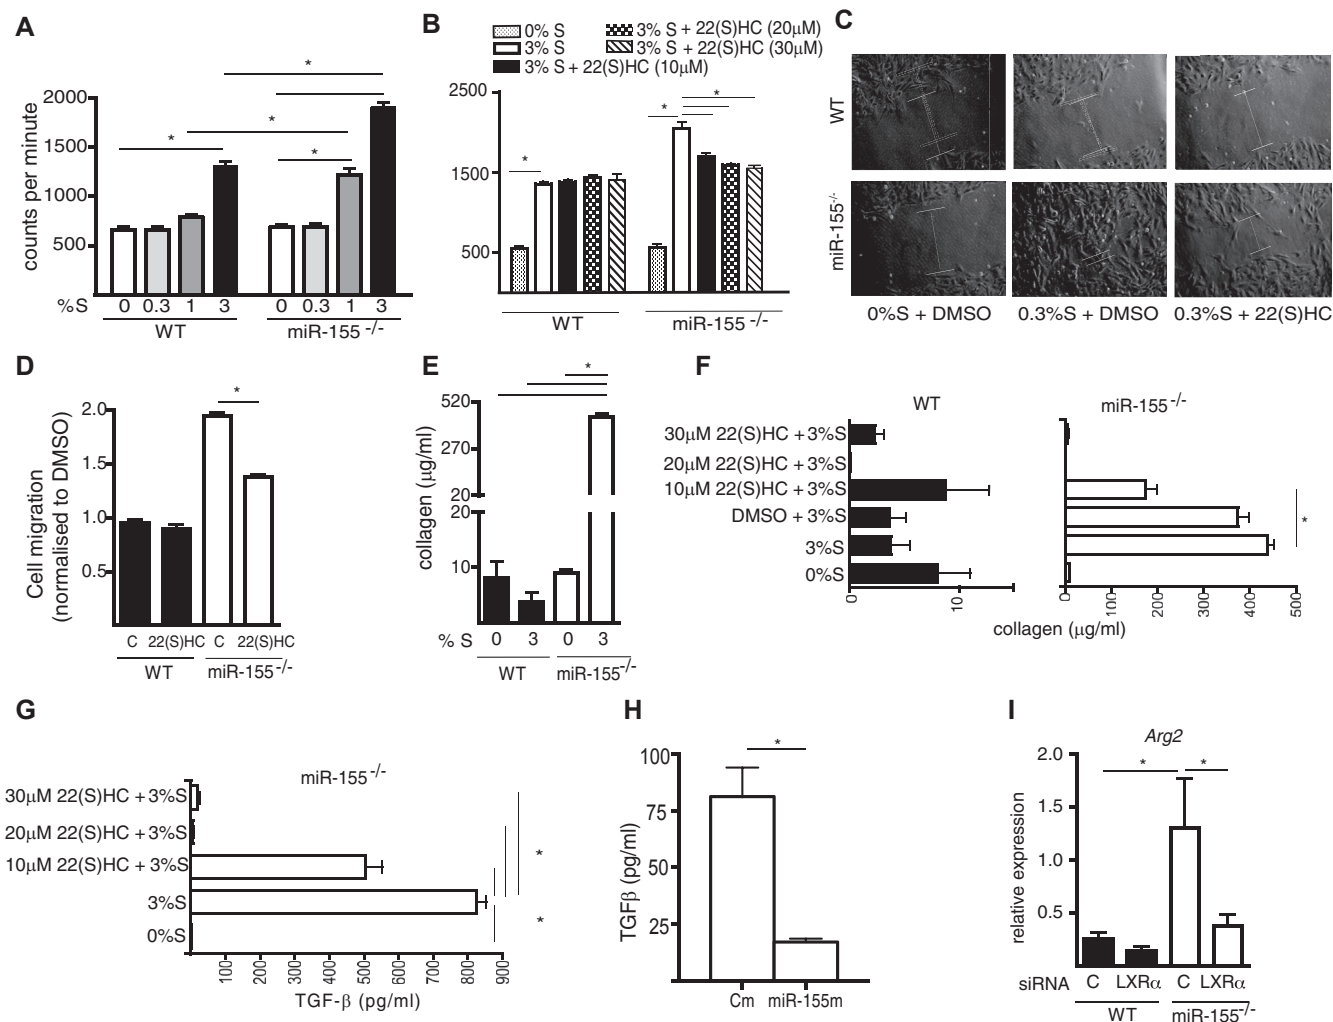 A
*
*
*
*
counts per minute
2000
1500
1000
500
%S 0 0.3 1 3 0 0.3 1 3
WT miR-155 -/-
B
0% S
3% S
3% S + 22(S)HC (10μM)
3% S + 22(S)HC (20μM)
3% S + 22(S)HC (30μM)
2500
1500
500
*
*
*
WT miR-155 -/-
C
WT
miR-155-/-
0%S + DMSO 0.3%S + DMSO 0.3%S + 22(S)HC
D
Cell migration
(normalised to DMSO)
2.0
1.5
1.0
0.5
*
C 22(S)HC C 22(S)HC
WT miR-155 -/-
E
collagen (μg/ml)
520
270
20
20
10
*
% S 0 3 0 3
WT miR-155 -/-
F
WT miR-155 -/-
30μM 22(S)HC + 3%S
20μM 22(S)HC + 3%S
10μM 22(S)HC + 3%S
DMSO + 3%S
3%S
0%S
*
0 10 0 100 200 300 400 500
collagen (μg/ml)
G
miR-155 -/-
30μM 22(S)HC + 3%S
20μM 22(S)HC + 3%S
10μM 22(S)HC + 3%S
3%S
0%S
*
*
100 200 300 400 500 600 700 800 900
TGF-β (pg/ml)
H
TGFβ (pg/ml)
100
75
50
25
*
Cm miR-155m
I
Arg2
relative expression
2.0
1.5
1.0
0.5
*
*
siRNA C LXRα C LXRα
WT miR-155-/-